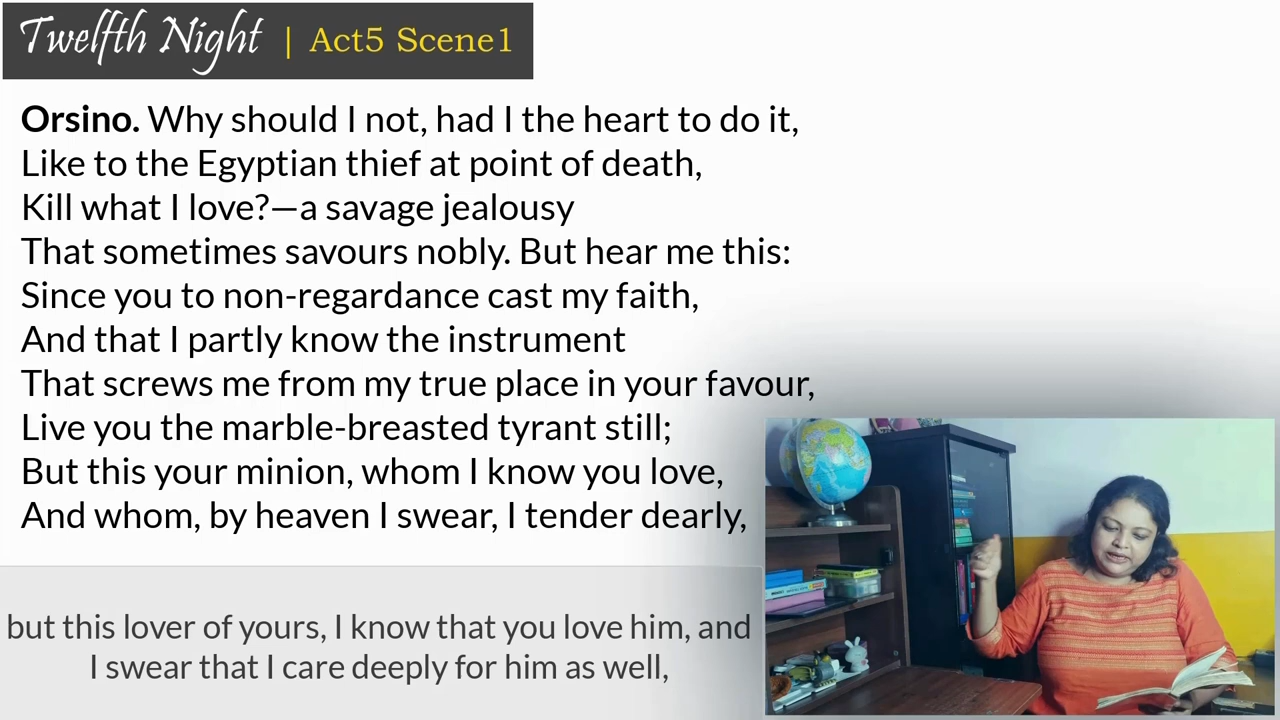 Twelfth Night | Act5 Scene1
Orsino. Why should I not, had I the heart to do it,
Like to the Egyptian thief at point of death,
Kill what I love?—a savage jealousy
That sometimes savours nobly. But hear me this:
Since you to non-regardance cast my faith,
And that I partly know the instrument
That screws me from my true place in your favour,
Live you the marble-breasted tyrant still;
But this your minion, whom I know you love,
And whom, by heaven I swear, I tender dearly,
but this lover of yours, I know that you love him, and
I swear that I care deeply for him as well,